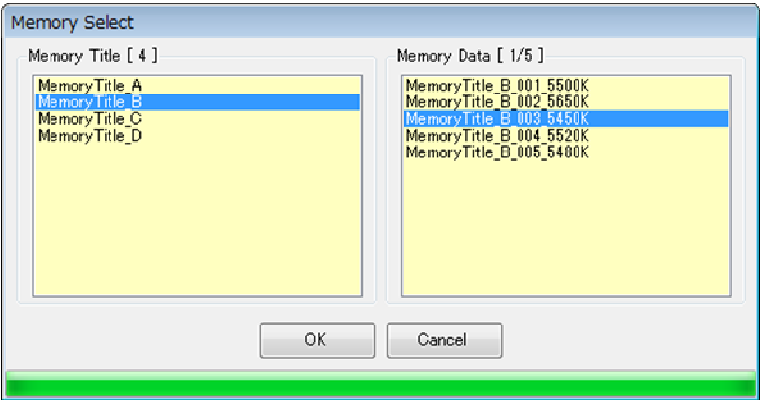 Memory Select
Memory Title [ 4 ]
MemoryTitle_A
MemoryTitle_B
MemoryTitle_C
MemoryTitle_D
Memory Data [ 1/5 ]
MemoryTitle_B_001_5500K
MemoryTitle_B_002_5650K
MemoryTitle_B_003_5450K
MemoryTitle_B_004_5520K
MemoryTitle_B_005_5400K
OK
Cancel